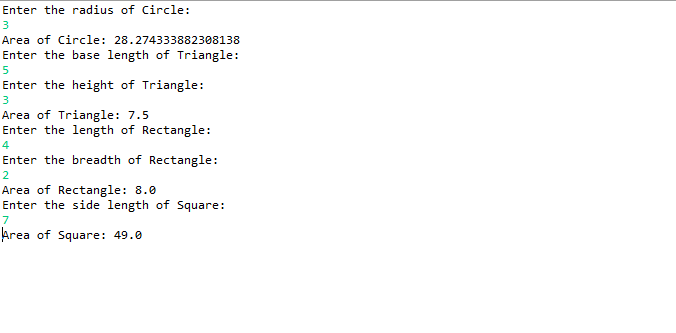 Enter the radius of Circle:
3
Area of Circle: 28.274333882308138
Enter the base length of Triangle:
5
Enter the height of Triangle:
3
Area of Triangle: 7.5
Enter the length of Rectangle:
4
Enter the breadth of Rectangle:
2
Area of Rectangle: 8.0
Enter the side length of Square:
7
Area of Square: 49.0